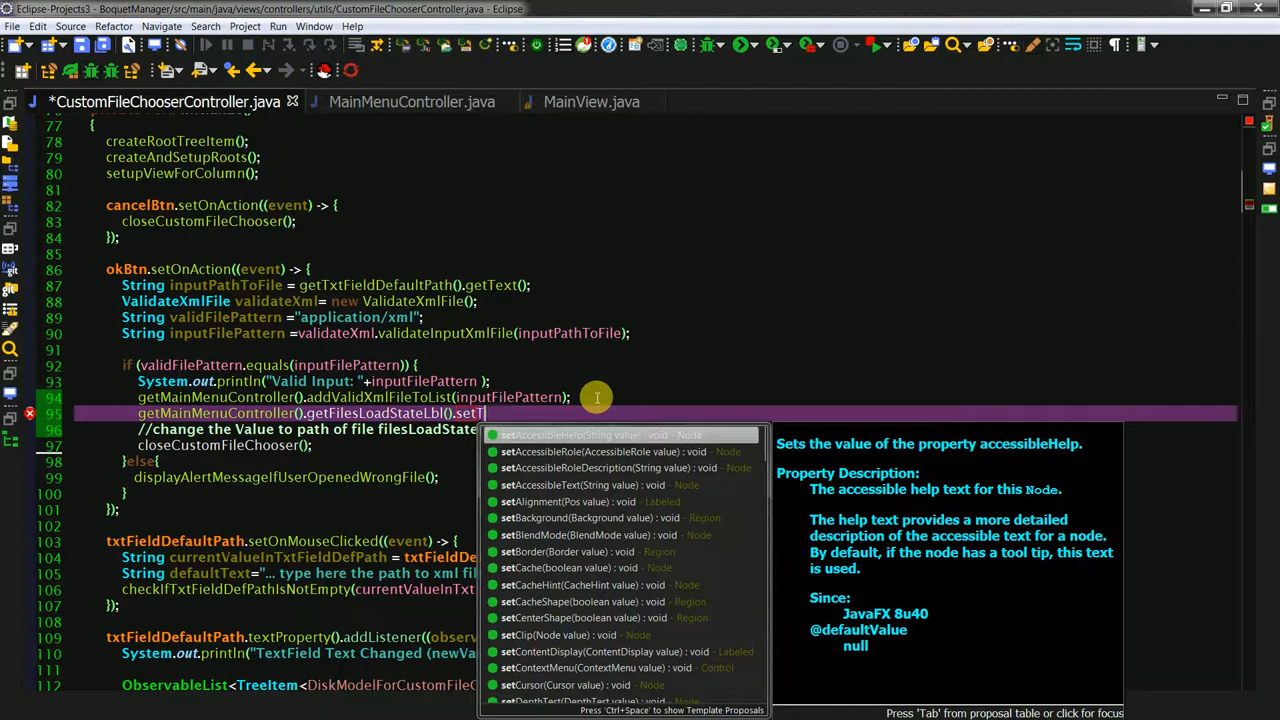 Eclipse-Projects3 - BoquetManager/src/main/java/views/controllers/utils/CustomFileChooserController.java - Eclipse
File Edit Source Refactor Navigate Search Project Run Window Help
*CustomFileChooserController.java MainMenuController.java MainView.java
77 {
78 createRootTreeItem();
79 createAndSetupRoots();
80 setupViewForColumn();
81
82 cancelBtn.setOnAction((event) -> {
83 closeCustomFileChooser();
84 });
85
86 okBtn.setOnAction((event) -> {
87 String inputPathToFile = getTxtFieldDefaultPath().getText();
88 ValidateXmlFile validateXml= new ValidateXmlFile();
89 String validFilePattern ="application/xml";
90 String inputFilePattern =validateXml.validateInputXmlFile(inputPathToFile);
91
92 if (validFilePattern.equals(inputFilePattern)) {
93 System.out.println("Valid Input: "+inputFilePattern );
94 getMainMenuController().addValidXmlFileToList(inputFilePattern);
95 getMainMenuController().getFilesLoadStateLbl().setT
96 //change the Value to path of file filesLoadState
97 closeCustomFileChooser();
98 }else{
99 displayAlertMessageIfUserOpenedWrongFile();
100 }
101 });
102
103 txtFieldDefaultPath.setOnMouseClicked((event) -> {
104 String currentValueInTxtFieldDefPath = txtFiel
105 String defaultText="... type here the path to xml fil
106 checkIfTxtFieldDefPathIsNotEmpty(currentValueInTxt
107 });
108
109 txtFieldDefaultPath.textProperty().addListener((observ
110 System.out.println("TextField Text Changed (newVa
111
112 ObservableList<TreeItem<DiskModelForCustomFileC
setAccessibleHelp(String value) : void - Node
setAccessibleRole(AccessibleRole value) : void - Node
setAccessibleRoleDescription(String value) : void - Node
setAccessibleText(String value) : void - Node
setAlignment(Pos value) : void - Labeled
setBackground(Background value) : void - Region
setBlendMode(BlendMode value) : void - Node
setBorder(Border value) : void - Region
setCache(boolean value) : void - Node
setCacheHint(CacheHint value) : void - Node
setCacheShape(boolean value) : void - Region
setCenterShape(boolean value) : void - Region
setClip(Node value) : void - Node
setContentDisplay(ContentDisplay value) : void - Labeled
setContextMenu(ContextMenu value) : void - Control
setCursor(Cursor value) : void - Node
setDepthTest(DepthTest value) : void - Node
Press 'Ctrl+Space' to show Template Proposals
Sets the value of the property accessibleHelp.
Property Description:
The accessible help text for this Node.
The help text provides a more detailed
description of the accessible text for a node.
By default, if the node has a tool tip, this text
is used.
Since:
JavaFX 8u40
@defaultValue
null
Press 'Tab' from proposal table or click for focus